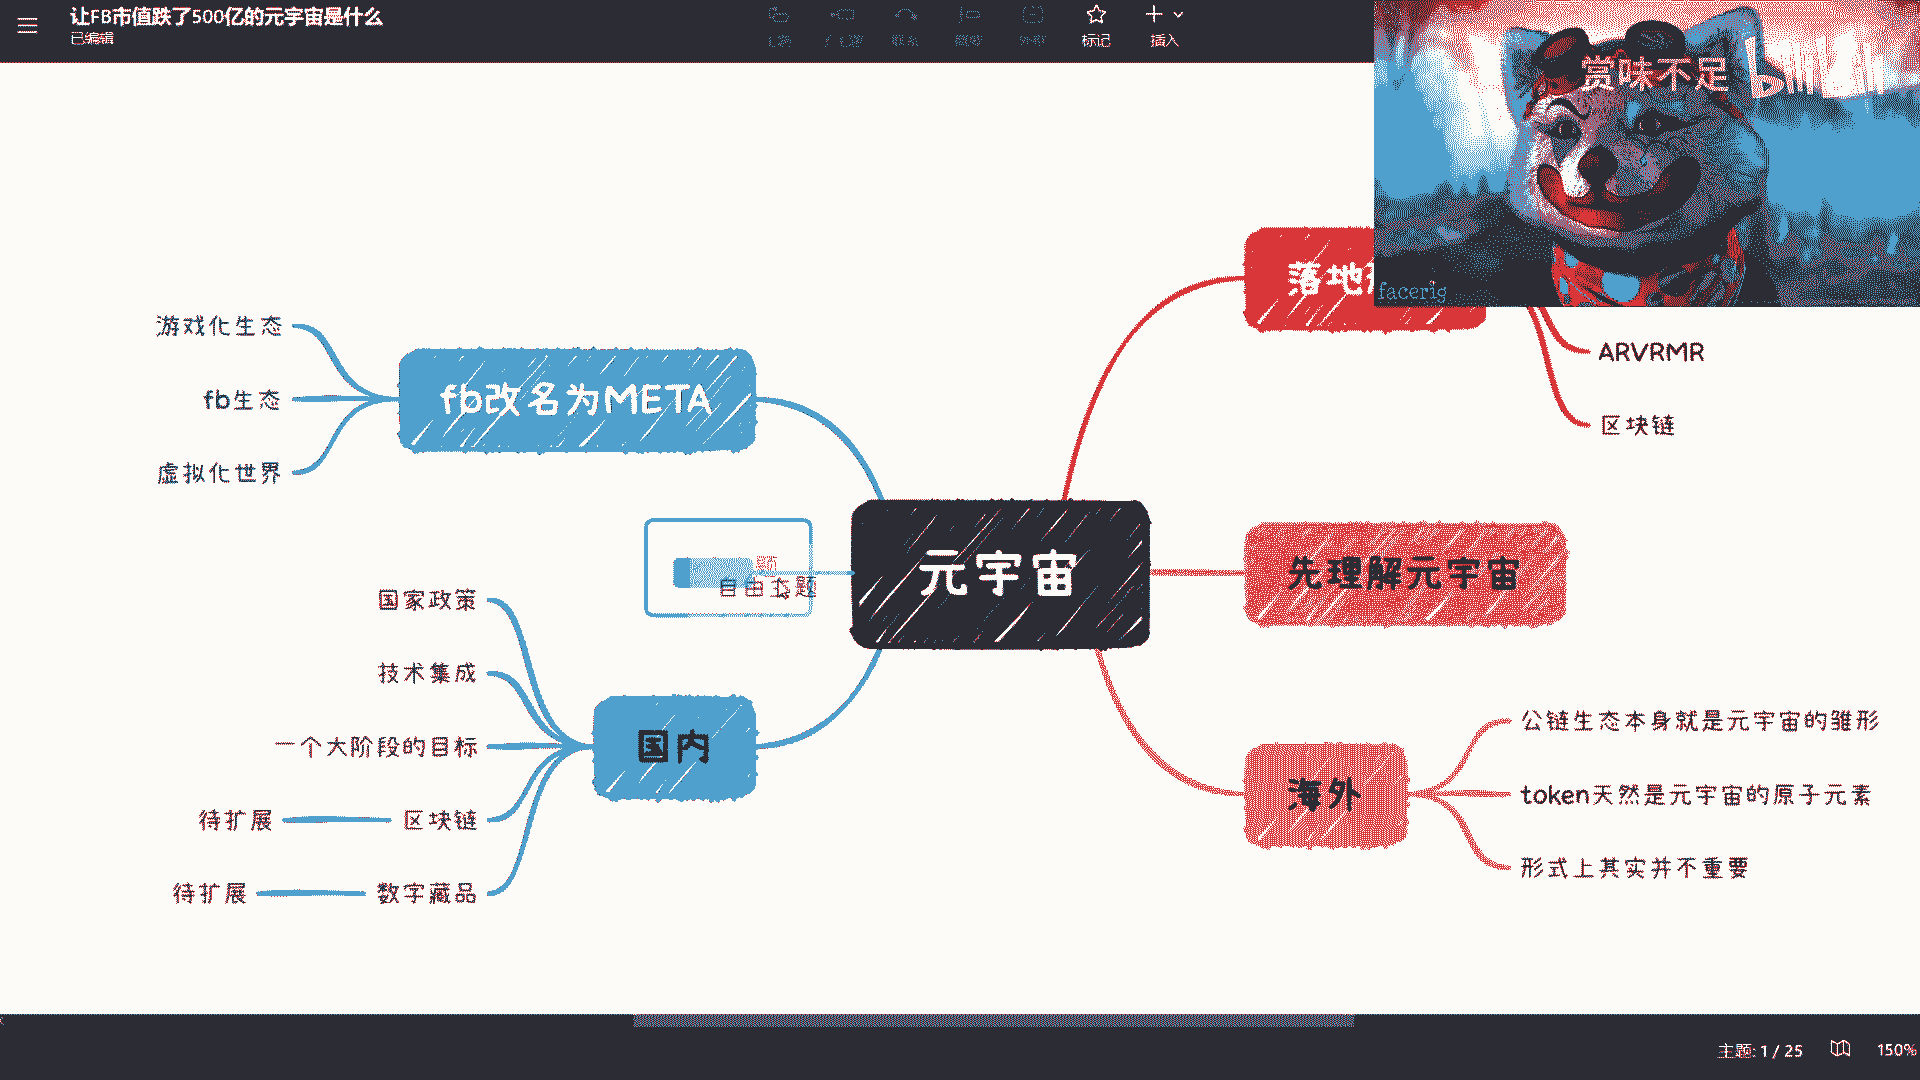 让FB市值跌了500亿的元宇宙是什么
已编辑
标记
插入
赏味不足
bilibili
facerig
落地
ARVRMR
区块链
游戏化生态
fb生态
虚拟化世界
fb改名为META
自由主题
元宇宙
先理解元宇宙
国家政策
技术集成
一个大阶段的目标
待扩展
区块链
待扩展
数字藏品
国内
海外
公链生态本身就是元宇宙的雏形
token天然是元宇宙的原子元素
形式上其实并不重要
主题: 1 / 25
150%